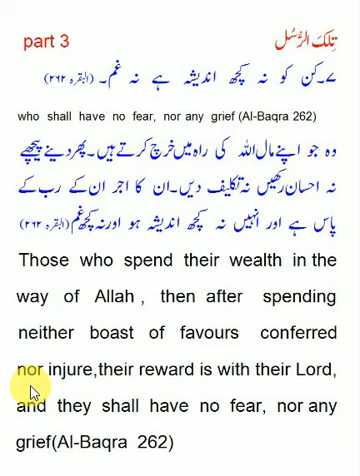 part 3 تِلکَ الرُّسُل
۷۔کن کو نہ کچھ اندیشہ ہے نہ غم۔ (البقرہ ۲۶۲)
who shall have no fear, nor any grief (Al-Baqra 262)
وہ جو اپنے مال اللہ کی راہ میں خرچ کرتے ہیں۔پھر دینے پیچھے
نہ احسان رکھیں نہ تکلیف دیں۔ان کا اجر ان کے رب کے
پاس ہے اور انہیں نہ کچھ اندیشہ ہو اور نہ کچھ غم (البقرہ ۲۶۲)
Those who spend their wealth in the
way of Allah , then after spending
neither boast of favours conferred
nor injure,their reward is with their Lord,
and they shall have no fear, nor any
grief(Al-Baqra 262)